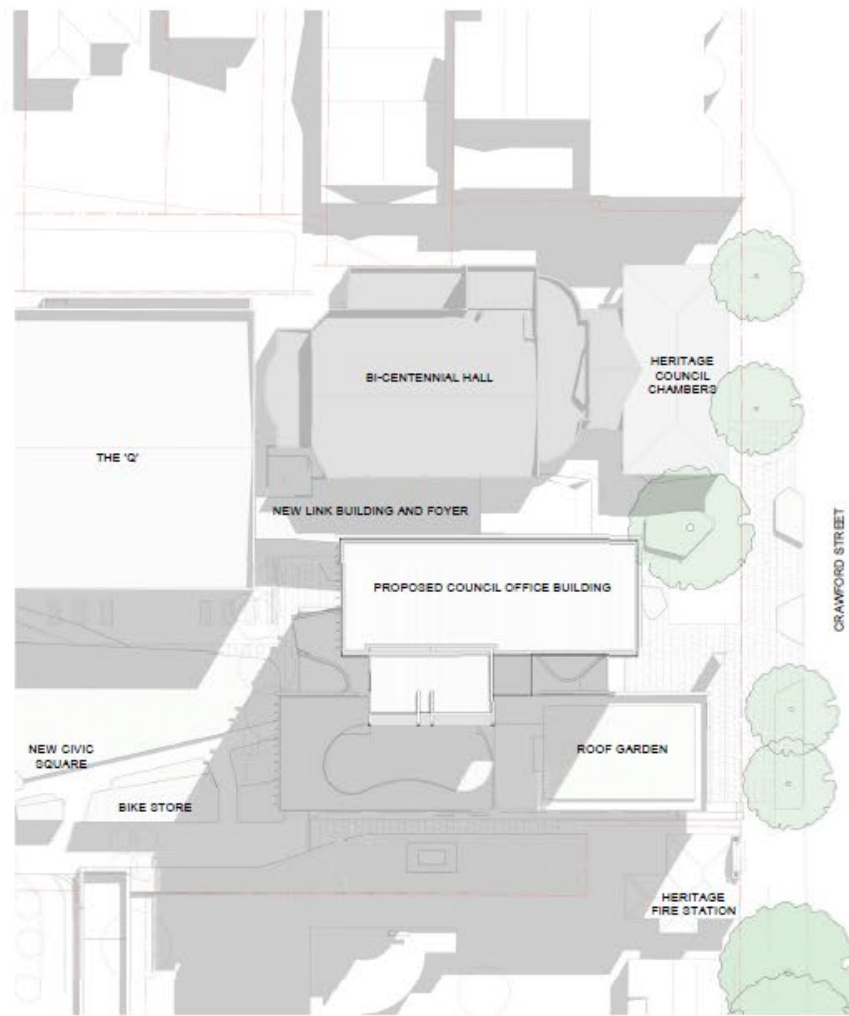 BI-CENTENNIAL HALL
HERITAGE
COUNCIL
CHAMBERS
THE 'Q'
NEW LINK BUILDING AND FOYER
CRAWFORD STREET
PROPOSED COUNCIL OFFICE BUILDING
NEW CIVIC
SQUARE
ROOF GARDEN
BIKE STORE
HERITAGE
FIRE STATION